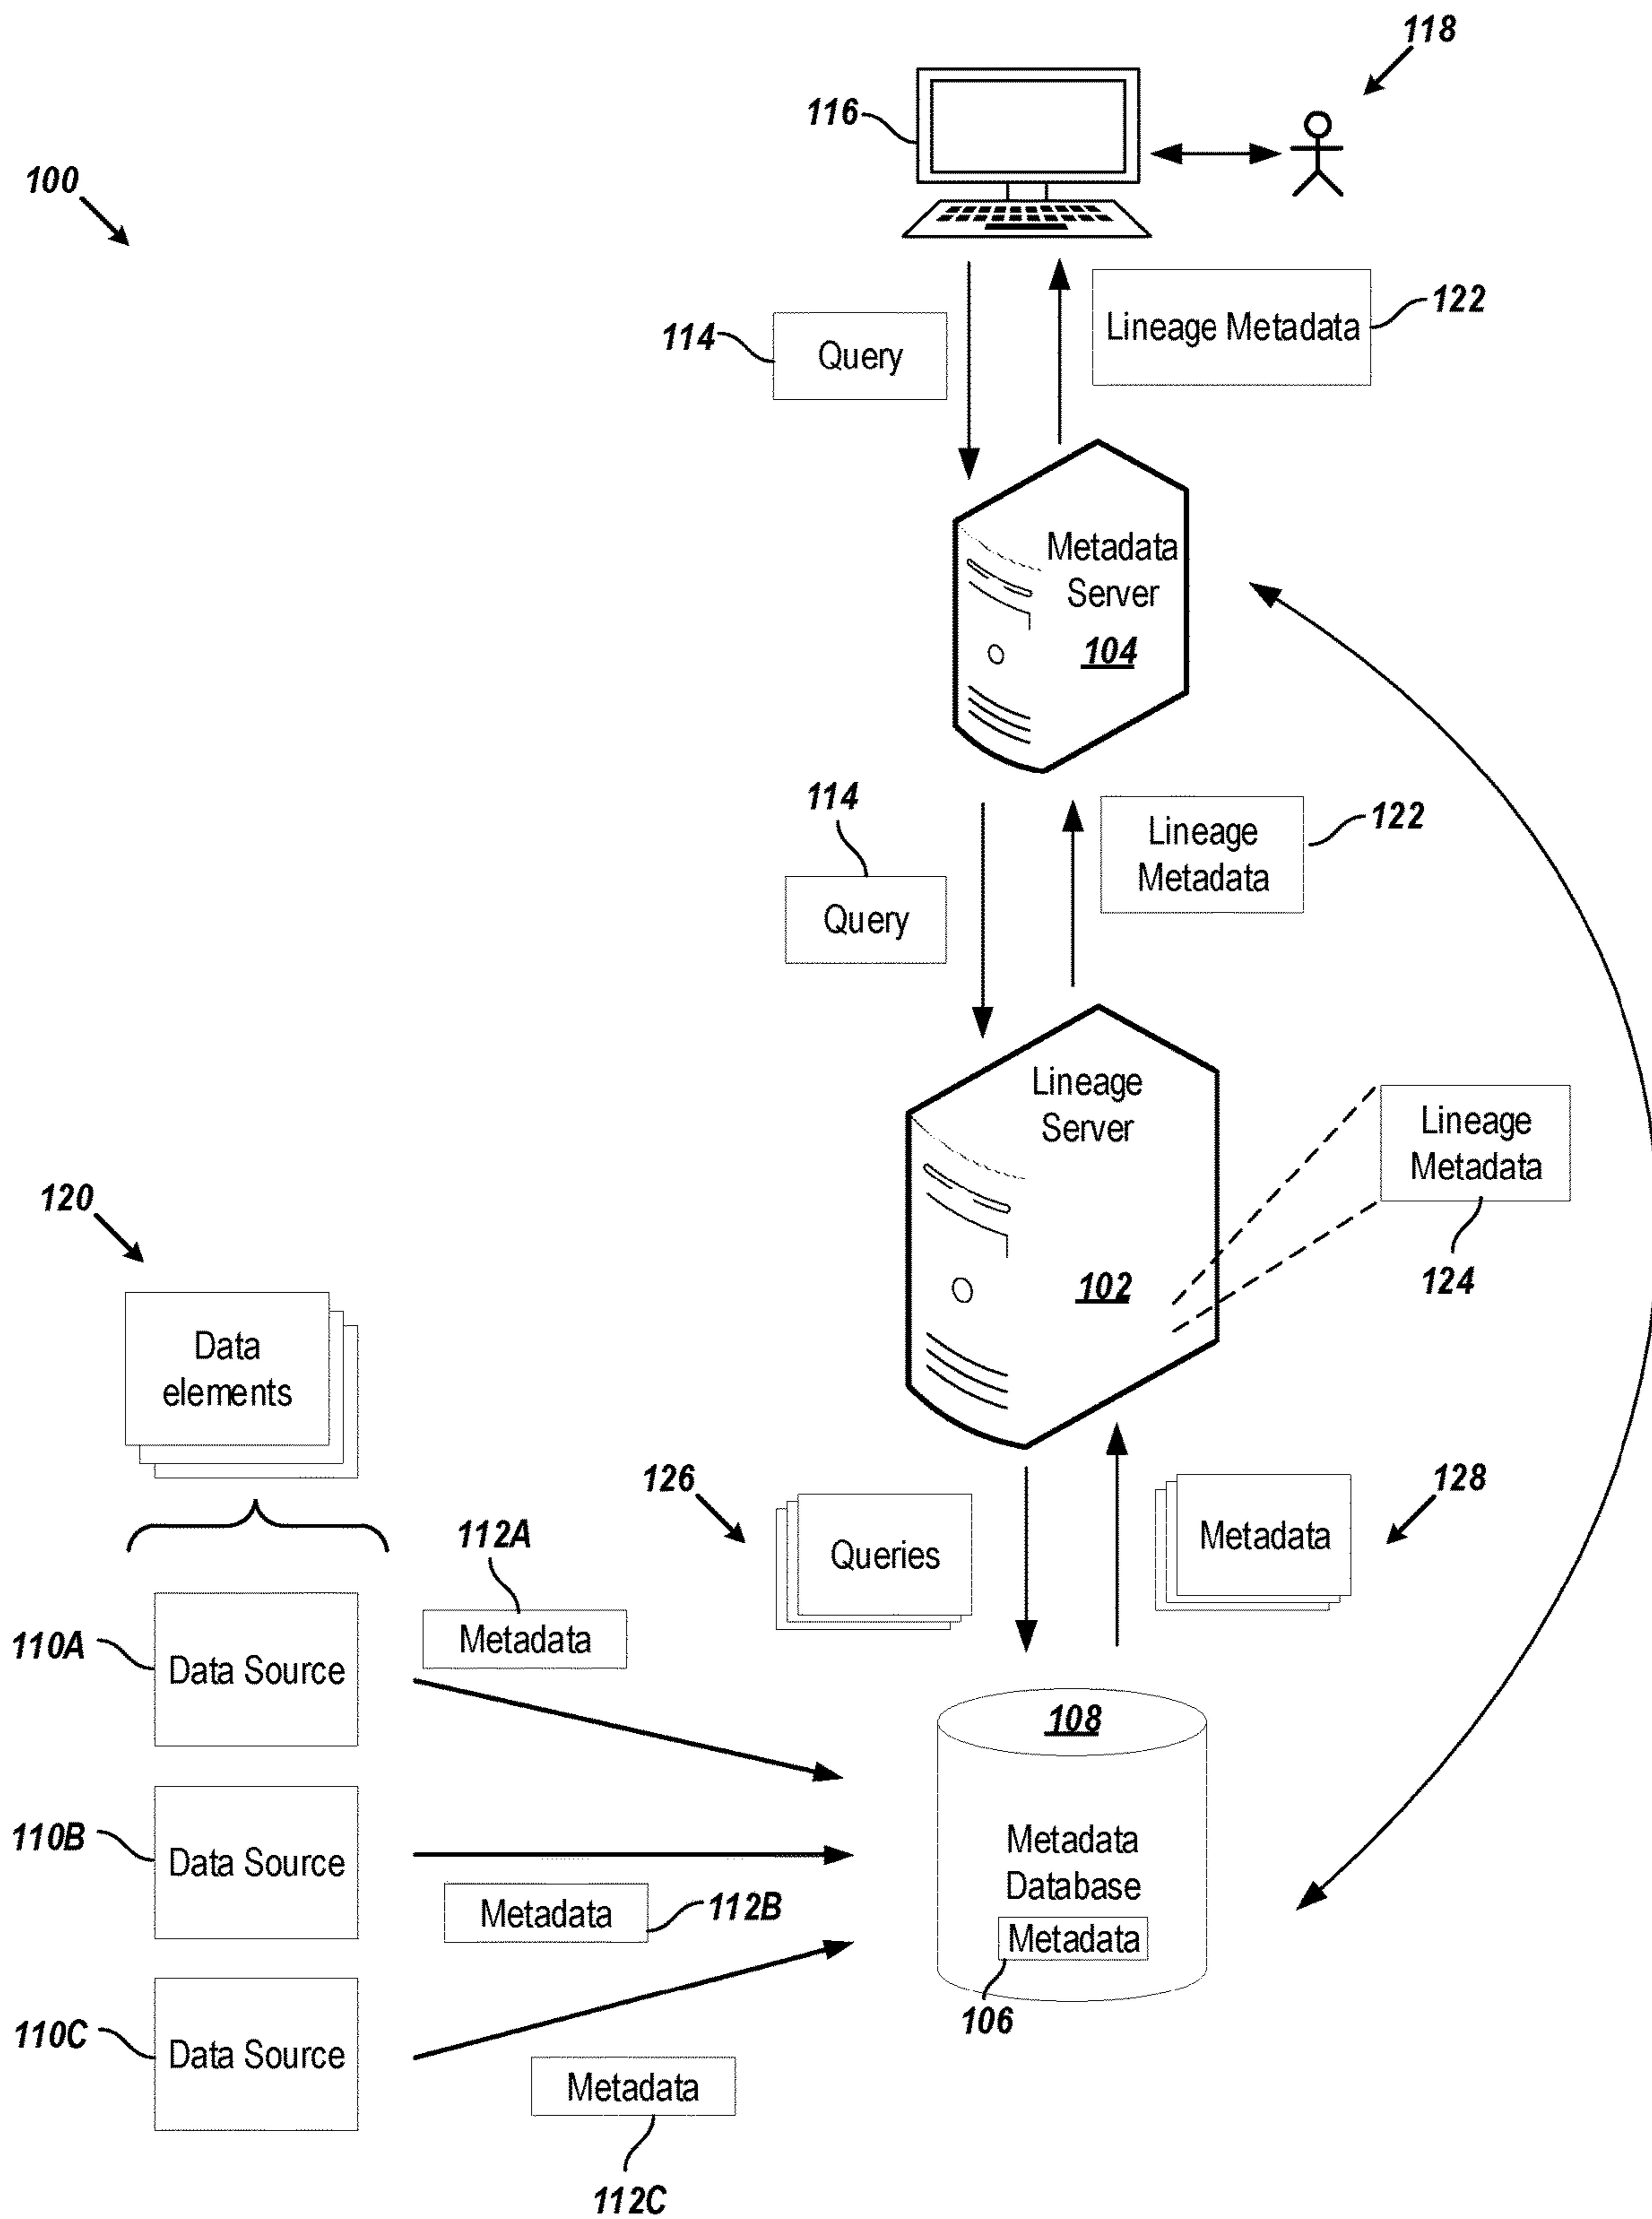 118
116
100
122
Lineage Metadata
114
Query
Metadata
Server
104
114
122
Lineage
Metadata
Query
Lineage
Server
Lineage
Metadata
120
102
124
Data
elements
126
128
112A
Queries
Metadata
110A
Metadata
Data Source
108
110B
Metadata
Database
Data Source
Metadata
112B
Metadata
106
110C
Data Source
Metadata
112C